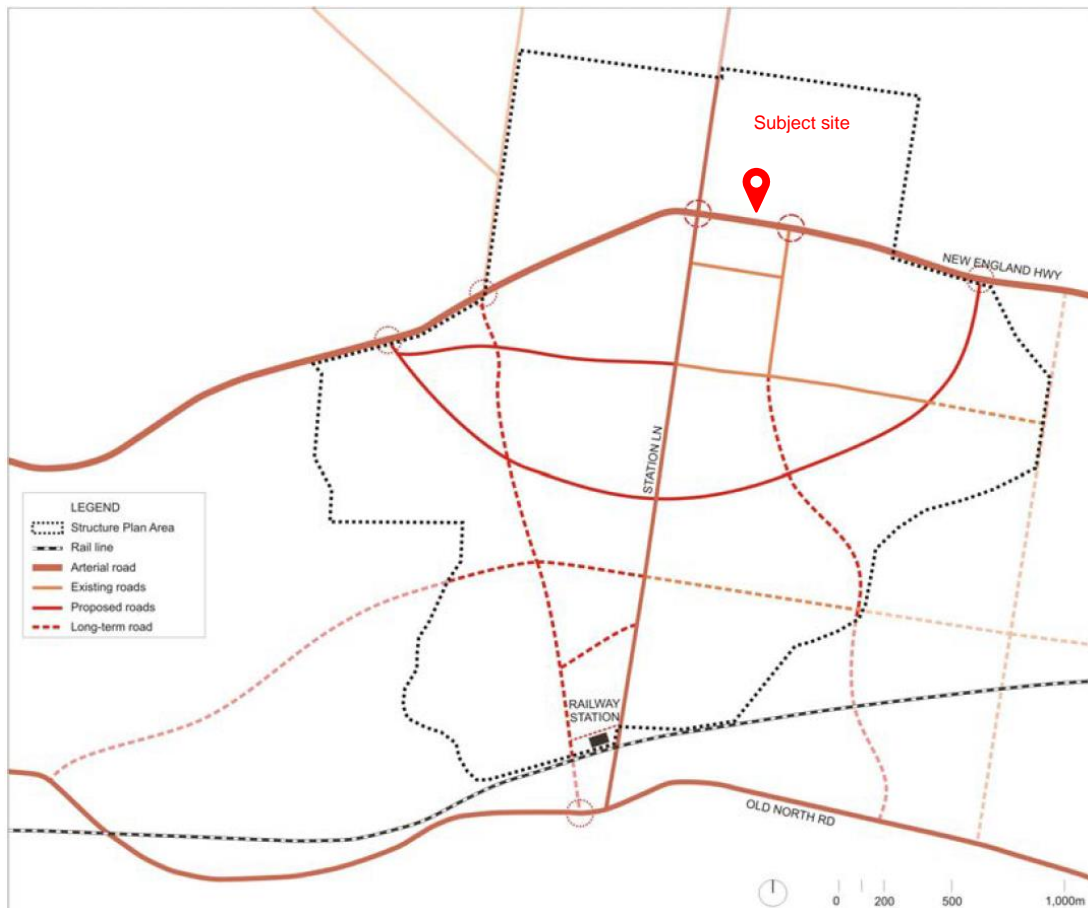 Subject site
NEW ENGLAND HWY
STATION LN
LEGEND
Structure Plan Area
Rail line
Arterial road
Existing roads
Proposed roads
Long-term road
RAILWAY
STATION
OLD NORTH RD
0 200 500 1,000m